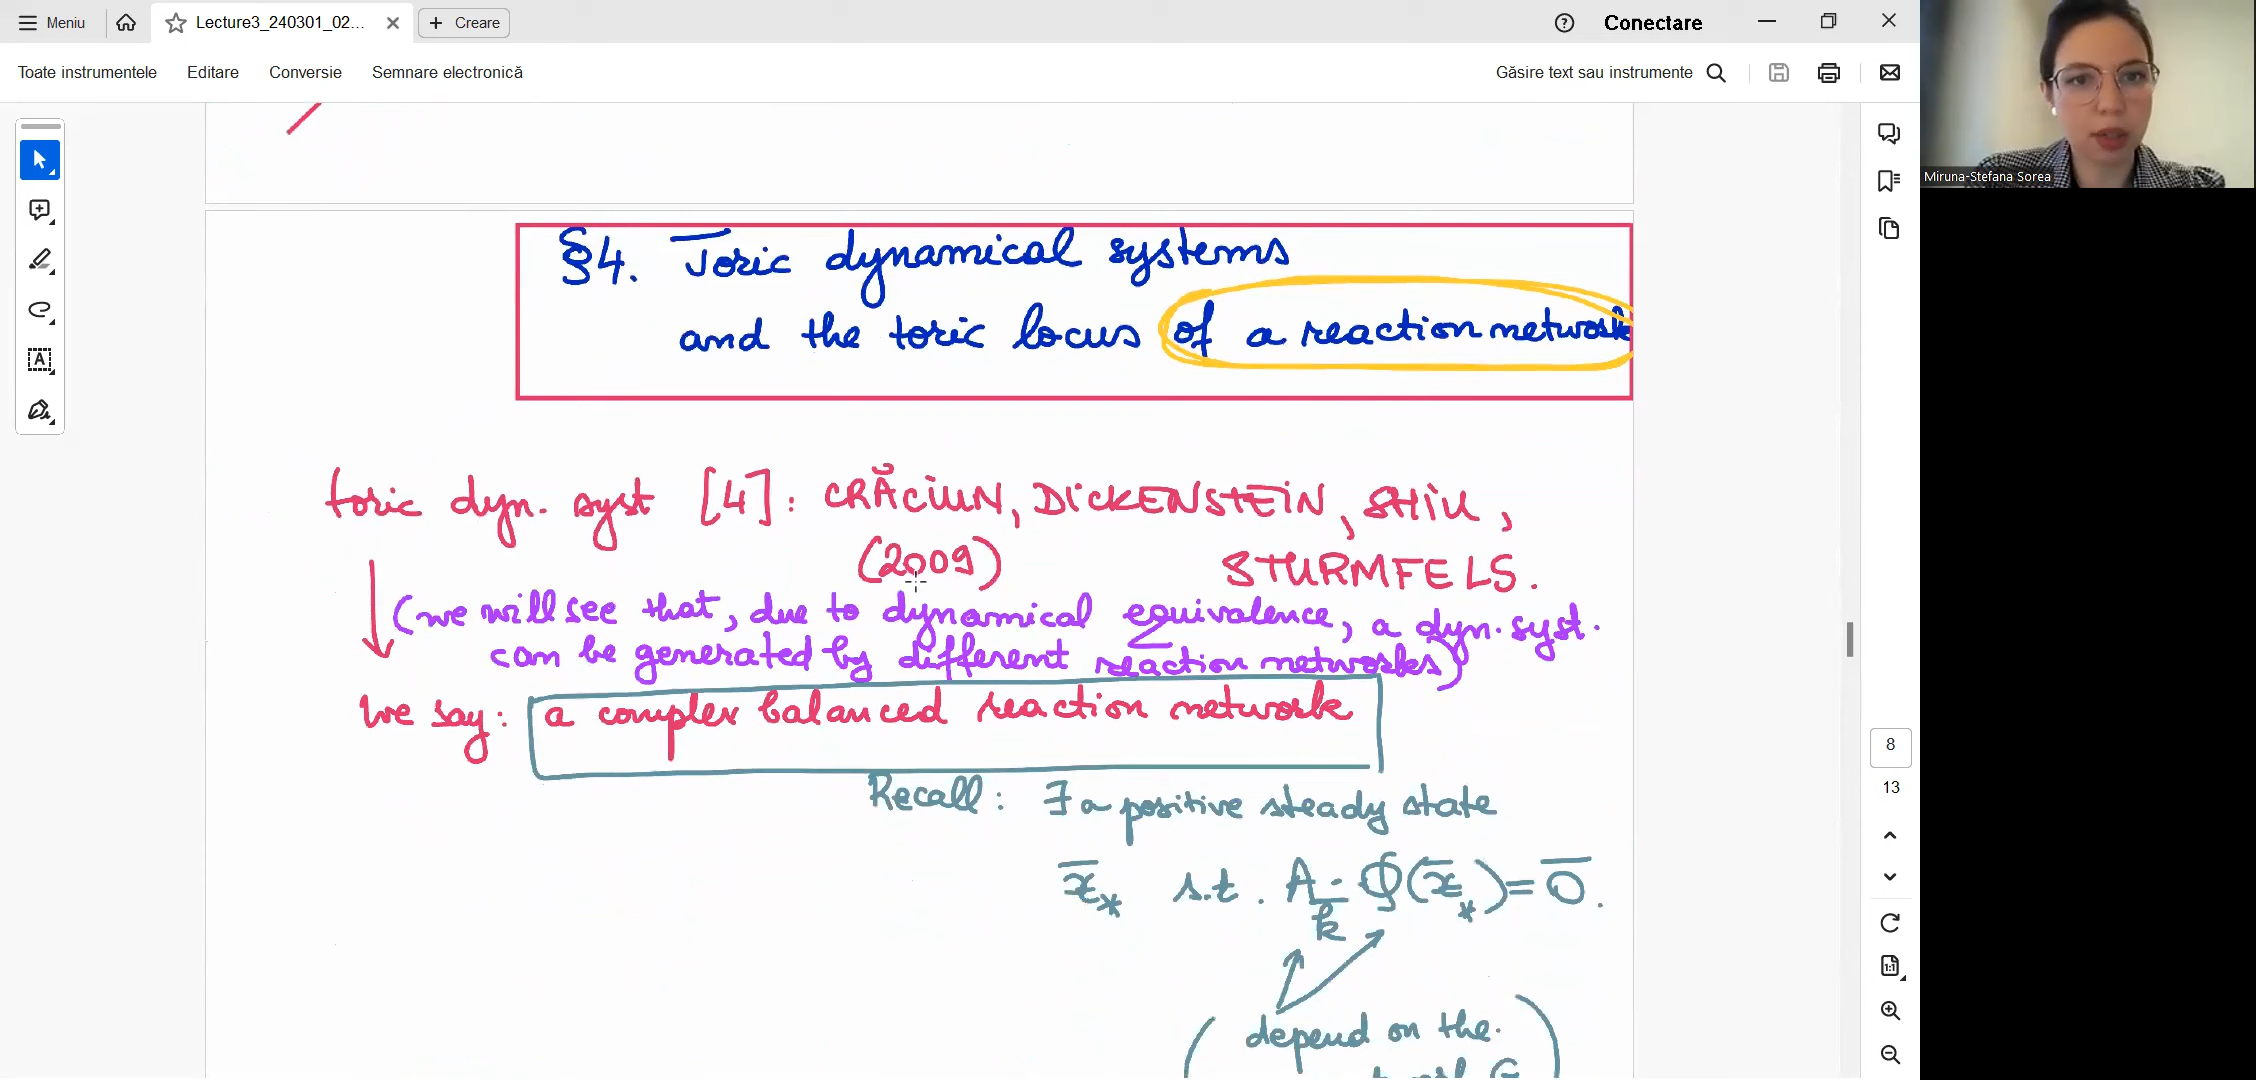 Meniu
Lecture3_240301_02...
Creare
Conectare
Toate instrumentele Editare Conversie Semnare electronică
Găsire text sau instrumente
Miruna-Stefana Sorea
§4. Toric dynamical systems
and the toric locus of a reaction network
toric dyn. syst [4]: CRĂCIUN, DICKENSTEIN, SHIU,
(2009) STURMFELS.
(we will see that, due to dynamical equivalence, a dyn. syst.
can be generated by different reaction networks)
We say: a complex balanced reaction network
Recall: ∃ a positive steady state
x̄* s.t. A_k · Φ(x̄*) = 0̄.
(depend on the
G
8
13
1:1